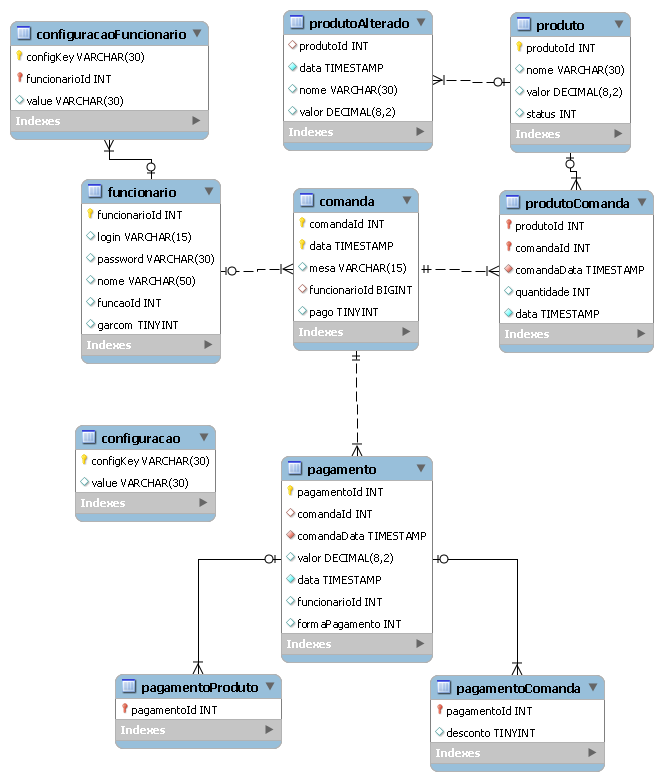 configuracaoFuncionario
configKey VARCHAR(30)
funcionarioId INT
value VARCHAR(30)
Indexes
produtoAlterado
produtoId INT
data TIMESTAMP
nome VARCHAR(30)
valor DECIMAL(8,2)
Indexes
produto
produtoId INT
nome VARCHAR(30)
valor DECIMAL(8,2)
status INT
Indexes
funcionario
funcionarioId INT
login VARCHAR(15)
password VARCHAR(30)
nome VARCHAR(50)
funcaoId INT
garcom TINYINT
Indexes
comanda
comandaId INT
data TIMESTAMP
mesa VARCHAR(15)
funcionarioId BIGINT
pago TINYINT
Indexes
produtoComanda
produtoId INT
comandaId INT
comandaData TIMESTAMP
quantidade INT
data TIMESTAMP
Indexes
configuracao
configKey VARCHAR(30)
value VARCHAR(30)
Indexes
pagamento
pagamentoId INT
comandaId INT
comandaData TIMESTAMP
valor DECIMAL(8,2)
data TIMESTAMP
funcionarioId INT
formaPagamento INT
Indexes
pagamentoProduto
pagamentoId INT
Indexes
pagamentoComanda
pagamentoId INT
desconto TINYINT
Indexes